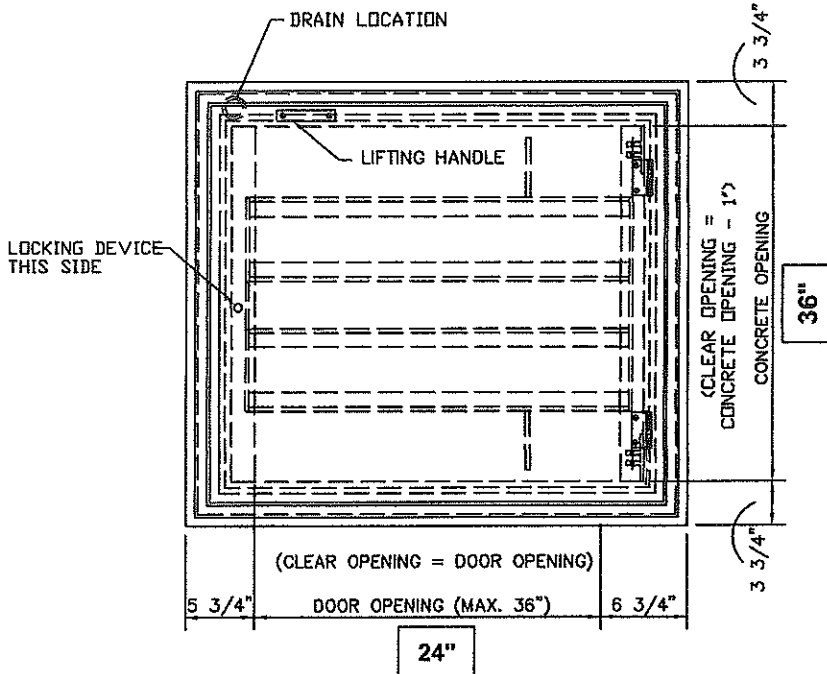 DRAIN LOCATION
3 3/4"
LIFTING HANDLE
LOCKING DEVICE
THIS SIDE
(CLEAR OPENING =
CONCRETE OPENING - 1")
CONCRETE OPENING
36"
(CLEAR OPENING = DOOR OPENING)
3 3/4"
5 3/4"
DOOR OPENING (MAX. 36")
6 3/4"
24"